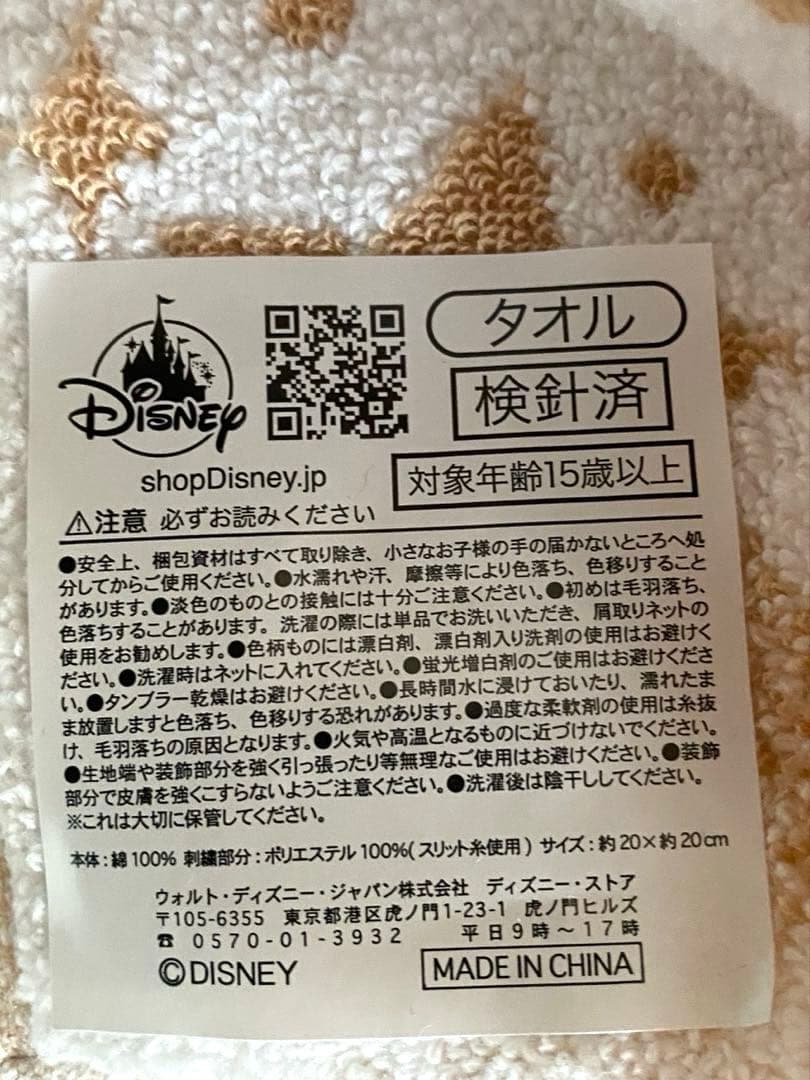 DISNEY
タオル
検針済
shopDisney.jp
対象年齢15歳以上
⚠注意 必ずお読みください
●安全上、梱包資材はすべて取り除き、小さなお子様の手の届かないところへ処
分してからご使用ください。●水濡れや汗、摩擦等により色落ち、色移りすること
があります。●淡色のものとの接触には十分ご注意ください。●初めは毛羽落ち、
色落ちすることがあります。洗濯の際には単品でお洗いいただき、屑取りネットの
使用をお勧めします。●色柄ものには漂白剤、漂白剤入り洗剤の使用はお避けく
ださい。●洗濯時はネットに入れてください。●蛍光増白剤のご使用はお避けくださ
い。●タンブラー乾燥はお避けください。●長時間水に浸けておいたり、濡れたま
ま放置しますと色落ち、色移りする恐れがあります。●過度な柔軟剤の使用は糸抜
け、毛羽落ちの原因となります。●火気や高温となるものに近づけないでください。
●生地端や装飾部分を強く引っ張ったり等無理なご使用はお避けください。●装飾
部分で皮膚を強くこすらないようご注意ください。●洗濯後は陰干ししてください。
※これは大切に保管してください。
本体：綿100% 刺繍部分：ポリエステル100%(スリット糸使用) サイズ：約20×約20cm
ウォルト・ディズニー・ジャパン株式会社 ディズニー・ストア
〒105-6355 東京都港区虎ノ門1-23-1 虎ノ門ヒルズ
☎ 0570-01-3932 平日9時〜17時
©DISNEY
MADE IN CHINA